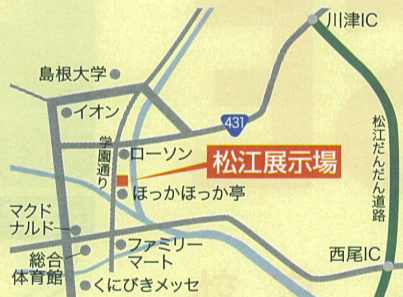 川津IC
島根大学
イオン
431
松江だんだん道路
学園通り
ローソン
松江展示場
ほっかほっか亭
マクド
ナルド
ファミリー
マート
総合
体育館
西尾IC
くにびきメッセ